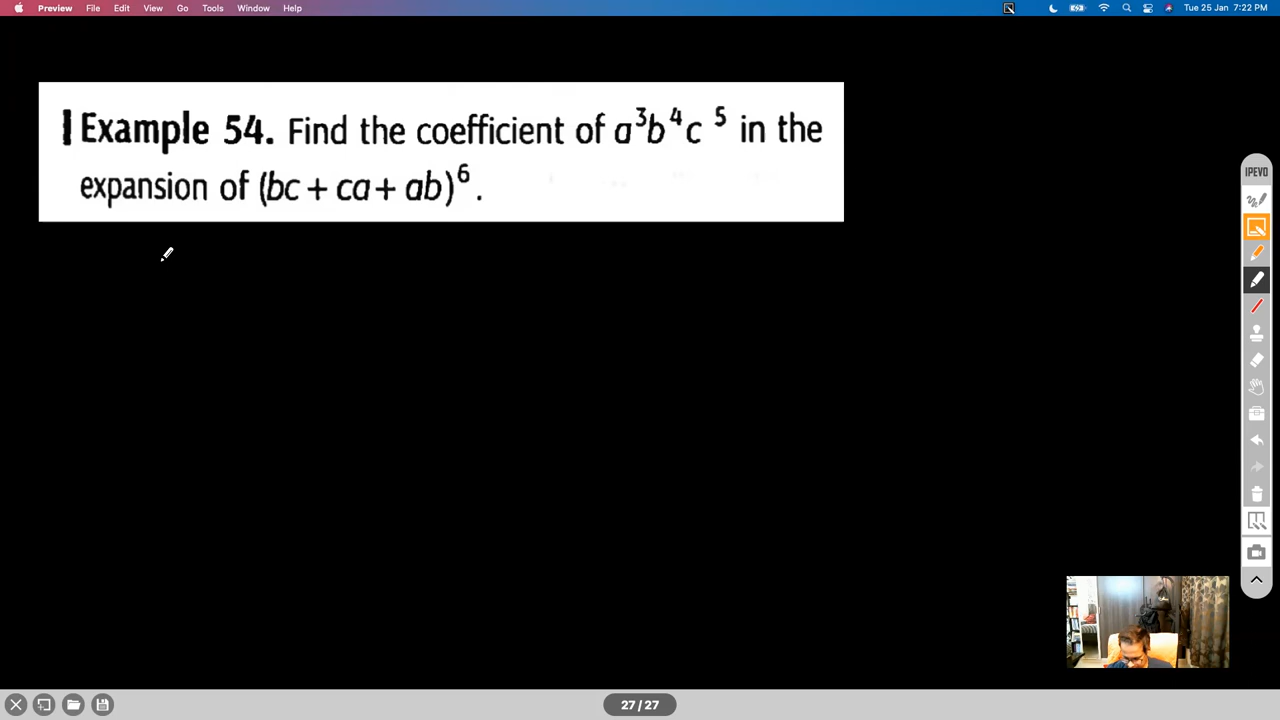 Preview File Edit View Go Tools Window Help Tue 25 Jan 7:22 PM
Example 54. Find the coefficient of a³b⁴c⁵ in the
expansion of (bc + ca + ab)⁶.
IPEVO
27 / 27